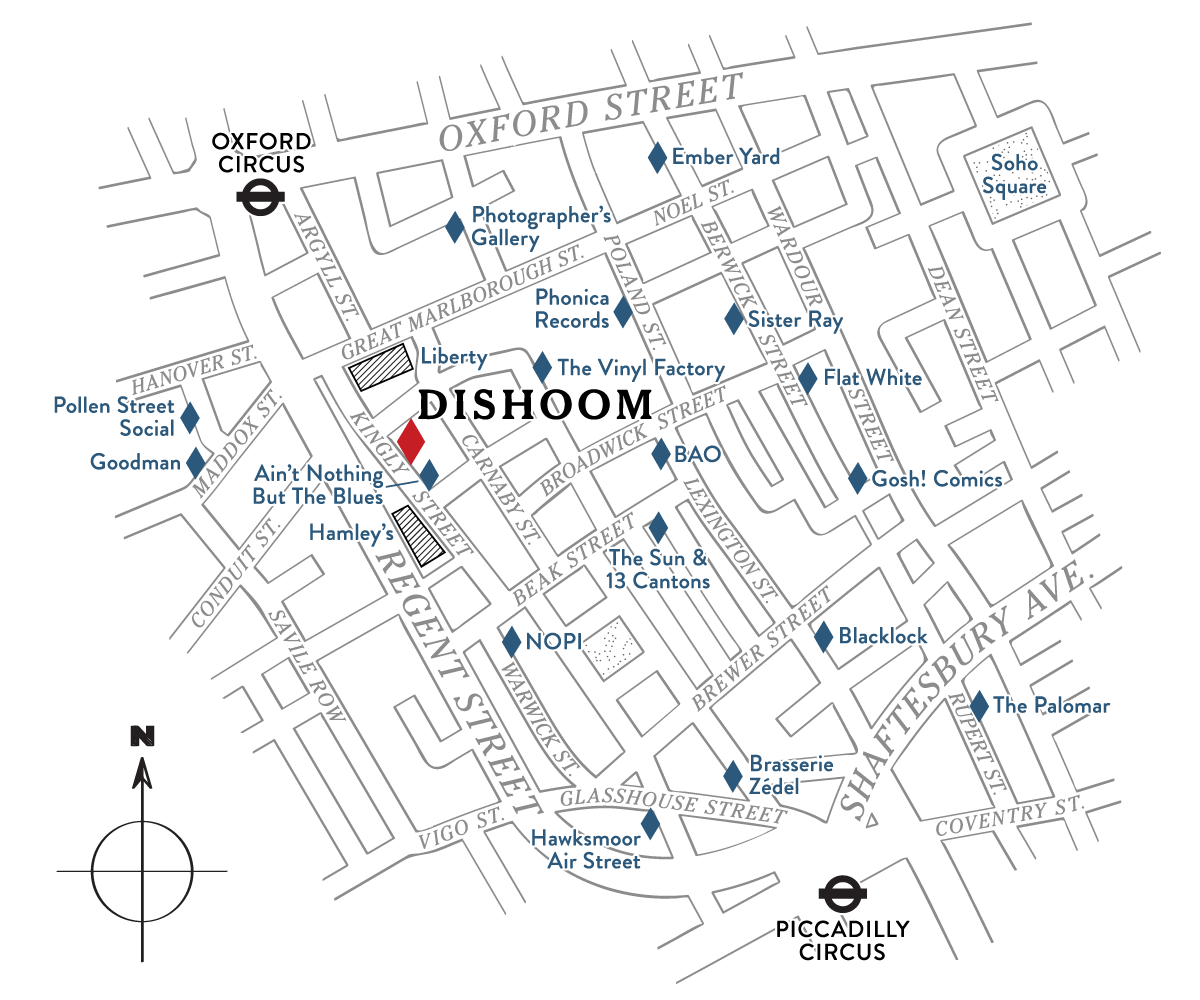 OXFORD STREET
OXFORD
CIRCUS
Ember Yard
Soho
Square
NOEL ST.
Photographer's
Gallery
ARGYLL ST.
POLAND ST.
BERWICK STREET
WARDOUR STREET
DEAN STREET
GREAT MARLBOROUGH ST.
Phonica
Records
Sister Ray
HANOVER ST.
Liberty
The Vinyl Factory
Flat White
Pollen Street
Social
DISHOOM
MADDOX ST.
KINGLY STREET
CARNABY ST.
BROADWICK STREET
Goodman
BAO
Ain't Nothing
But The Blues
Gosh! Comics
LEXINGTON ST.
Hamley's
CONDUIT ST.
BEAK STREET
The Sun &
13 Cantons
REGENT STREET
SAVILE ROW
NOPI
BREWER STREET
Blacklock
SHAFTESBURY AVE.
WARWICK ST.
RUPERT ST.
The Palomar
N
Brasserie
Zédel
GLASSHOUSE STREET
VIGO ST.
COVENTRY ST.
Hawksmoor
Air Street
PICCADILLY
CIRCUS